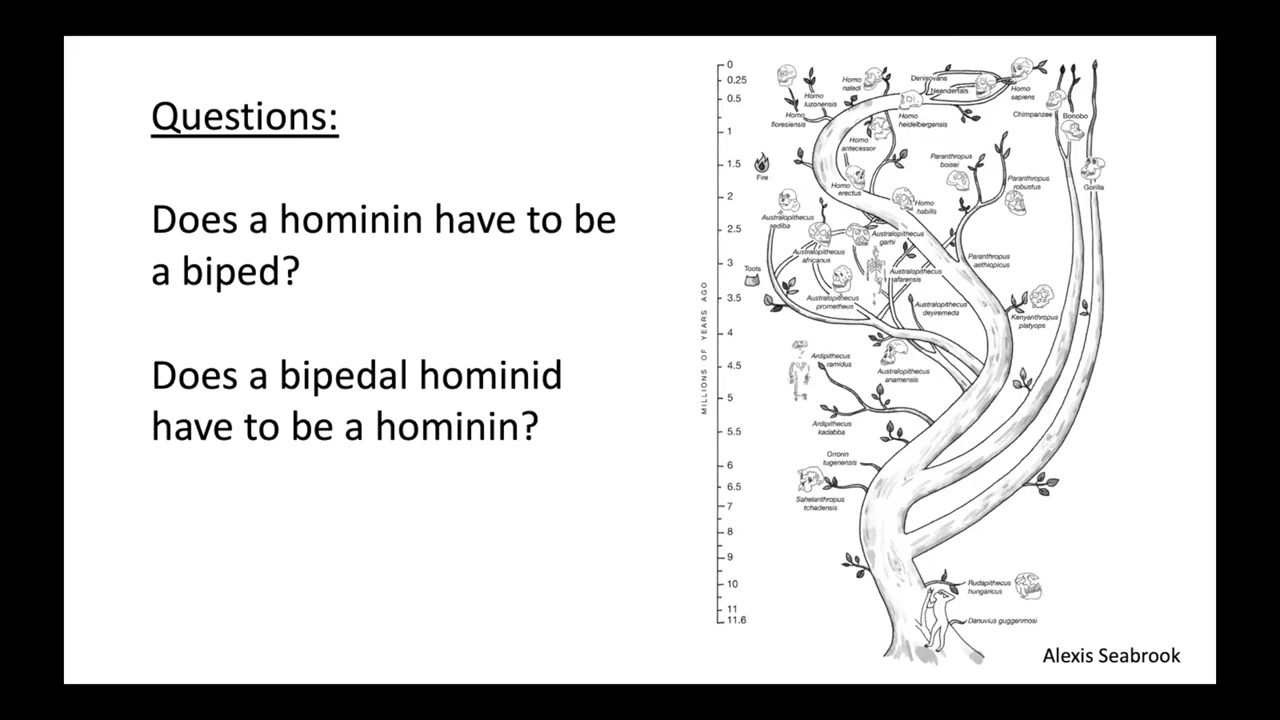 Questions:
Does a hominin have to be
a biped?
Does a bipedal hominid
have to be a hominin?
MILLIONS OF YEARS AGO
0
0.25
0.5
1
1.5
2
2.5
3
3.5
4
4.5
5
5.5
6
6.5
7
8
9
10
11
11.6
Fire
Tools
Homo
luzonensis
Homo
floresiensis
Homo
naledi
Denisovans
Neandertals
Homo
sapiens
Homo
heidelbergensis
Chimpanzee
Bonobo
Gorilla
Homo
antecessor
Homo
erectus
Homo
habilis
Paranthropus
boisei
Paranthropus
robustus
Australopithecus
sediba
Australopithecus
africanus
Australopithecus
garhi
Paranthropus
aethiopicus
Australopithecus
afarensis
Australopithecus
prometheus
Australopithecus
deyiremeda
Kenyanthropus
platyops
Ardipithecus
ramidus
Australopithecus
anamensis
Ardipithecus
kadabba
Orrorin
tugenensis
Sahelanthropus
tchadensis
Rudapithecus
hungaricus
Danuvius guggenmosi
Alexis Seabrook